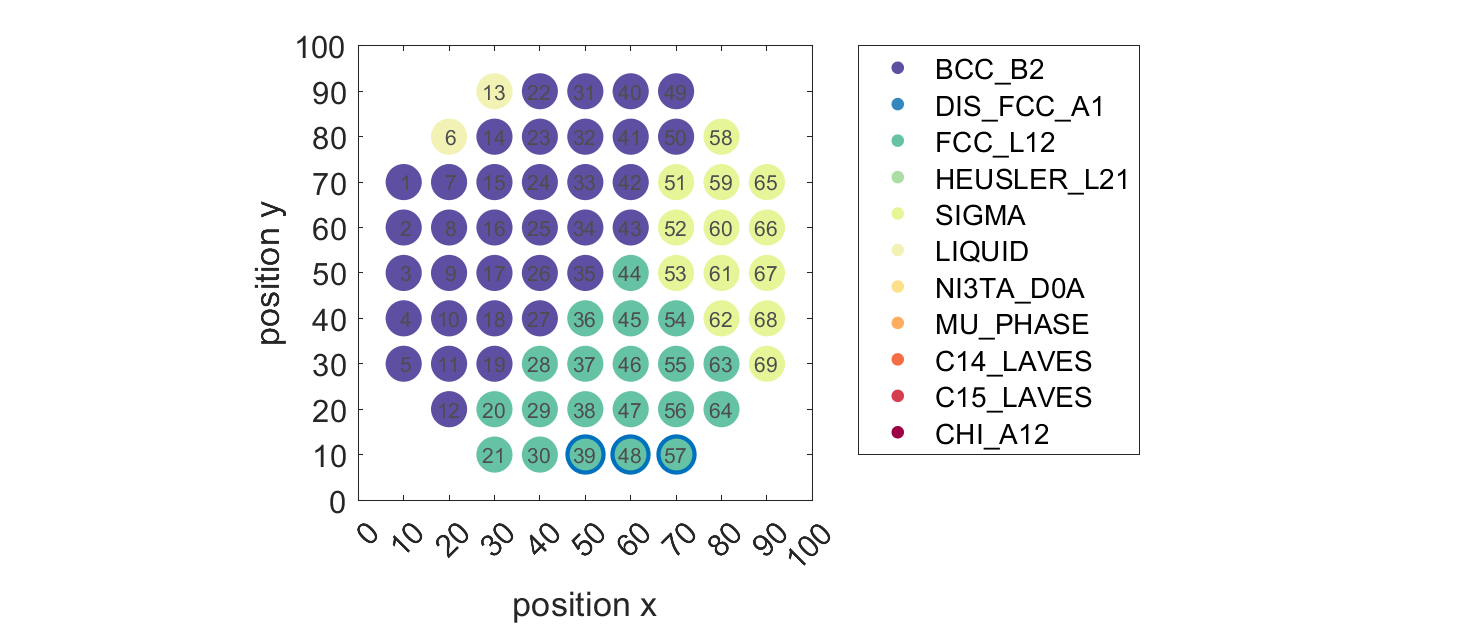 100
90 13 22 31 40 49
80 6 14 23 32 41 50 58
70 1 7 15 24 33 42 51 59 65
60 2 8 16 25 34 43 52 60 66
50 3 9 17 26 35 44 53 61 67
40 4 10 18 27 36 45 54 62 68
30 5 11 19 28 37 46 55 63 69
20 12 20 29 38 47 56 64
10 21 30 39 48 57
0
position y
0 10 20 30 40 50 60 70 80 90 100
position x
BCC_B2
DIS_FCC_A1
FCC_L12
HEUSLER_L21
SIGMA
LIQUID
NI3TA_D0A
MU_PHASE
C14_LAVES
C15_LAVES
CHI_A12